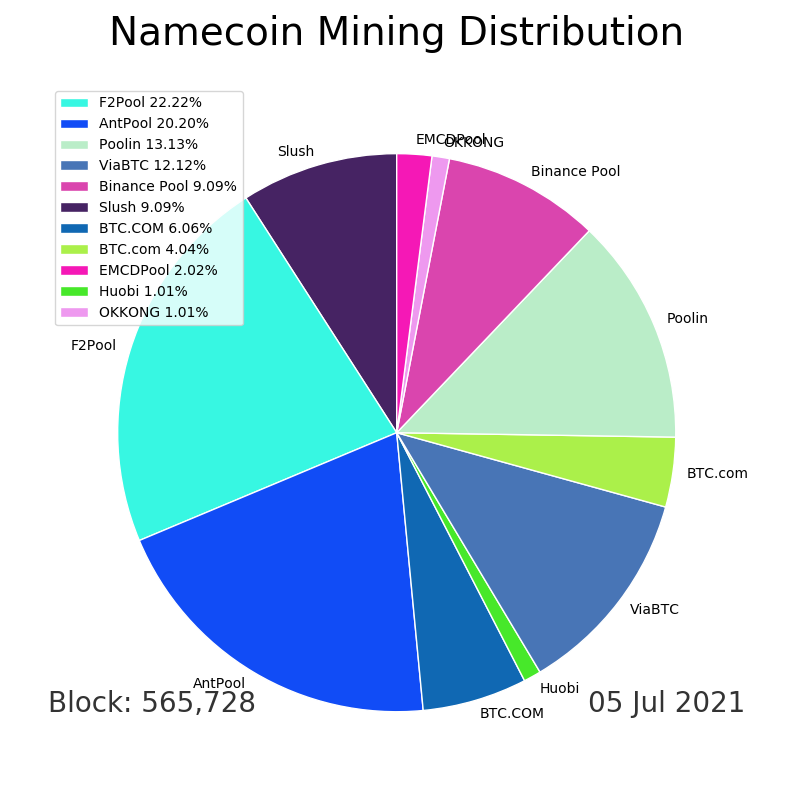 Namecoin Mining Distribution
F2Pool 22.22%
AntPool 20.20%
Poolin 13.13%
ViaBTC 12.12%
Binance Pool 9.09%
Slush 9.09%
BTC.COM 6.06%
BTC.com 4.04%
EMCDPool 2.02%
Huobi 1.01%
OKKONG 1.01%
Slush
EMCDPool
OKKONG
Binance Pool
Poolin
F2Pool
BTC.com
ViaBTC
AntPool
Huobi
BTC.COM
Block: 565,728
05 Jul 2021